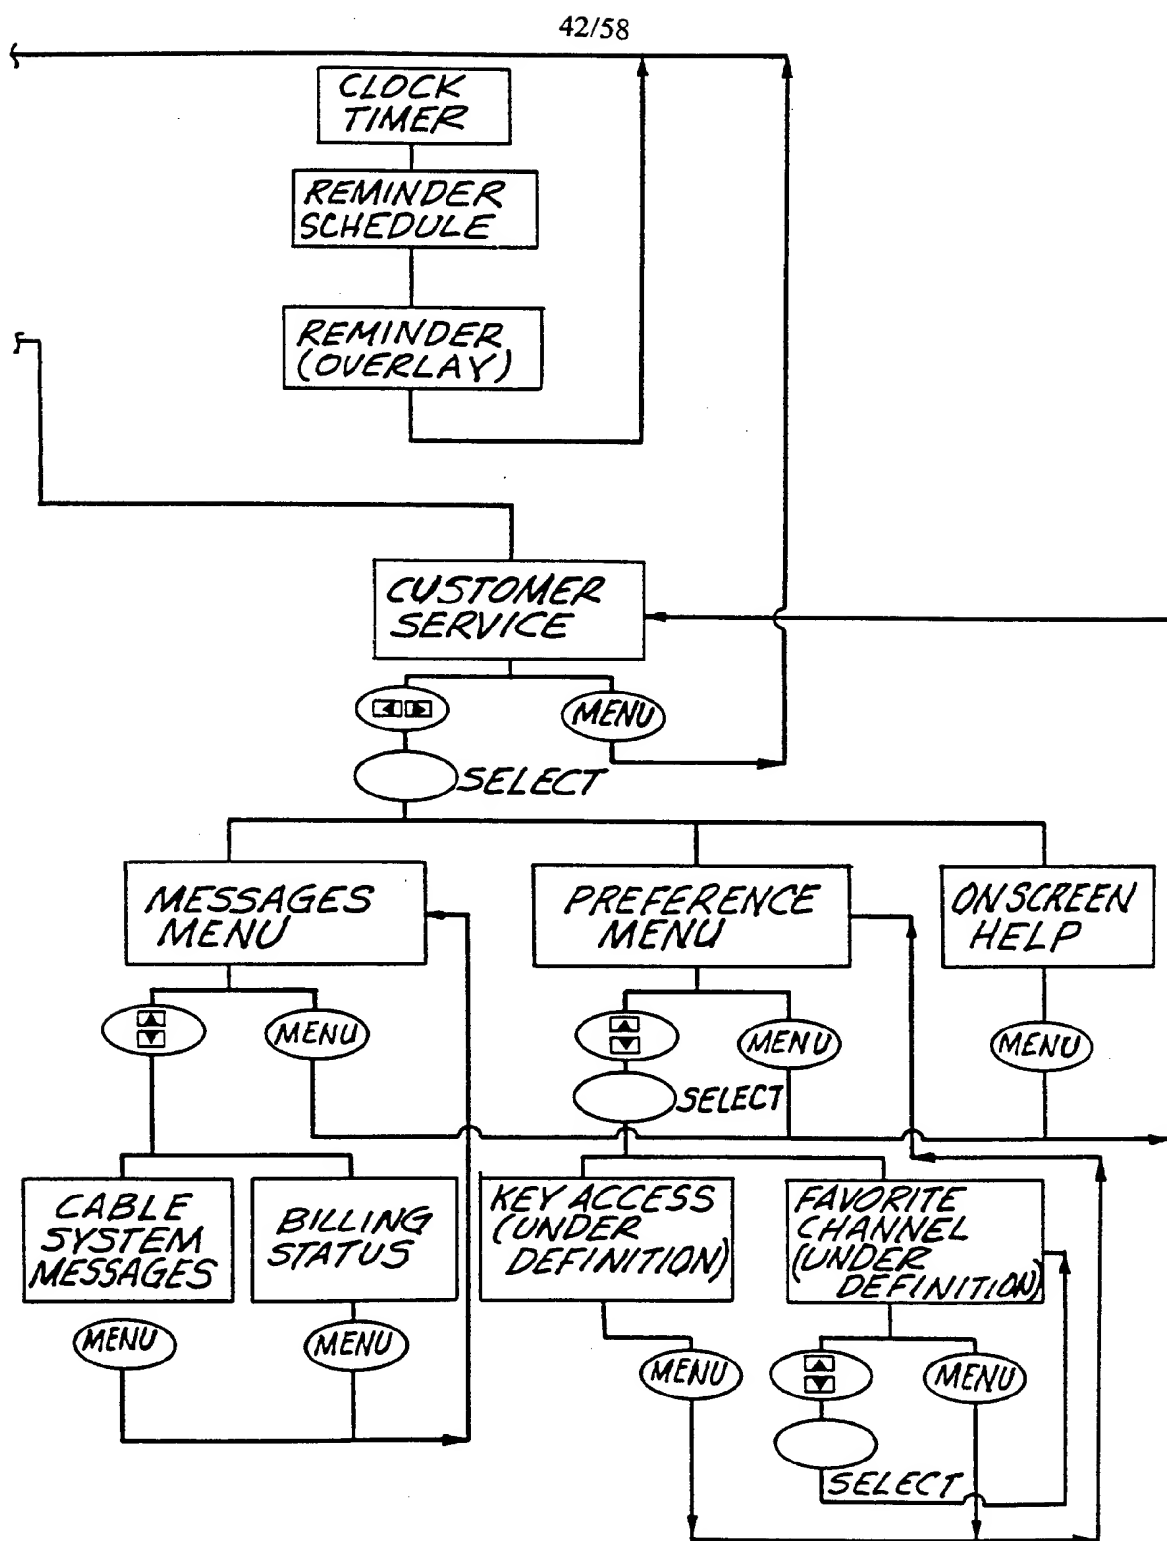 42/58
CLOCK
TIMER
REMINDER
SCHEDULE
REMINDER
(OVERLAY)
CUSTOMER
SERVICE
MENU
SELECT
MESSAGES
MENU
PREFERENCE
MENU
ON SCREEN
HELP
MENU
MENU
MENU
SELECT
CABLE
SYSTEM
MESSAGES
BILLING
STATUS
KEY ACCESS
(UNDER
DEFINITION)
FAVORITE
CHANNEL
(UNDER
DEFINITION)
MENU
MENU
MENU
MENU
SELECT